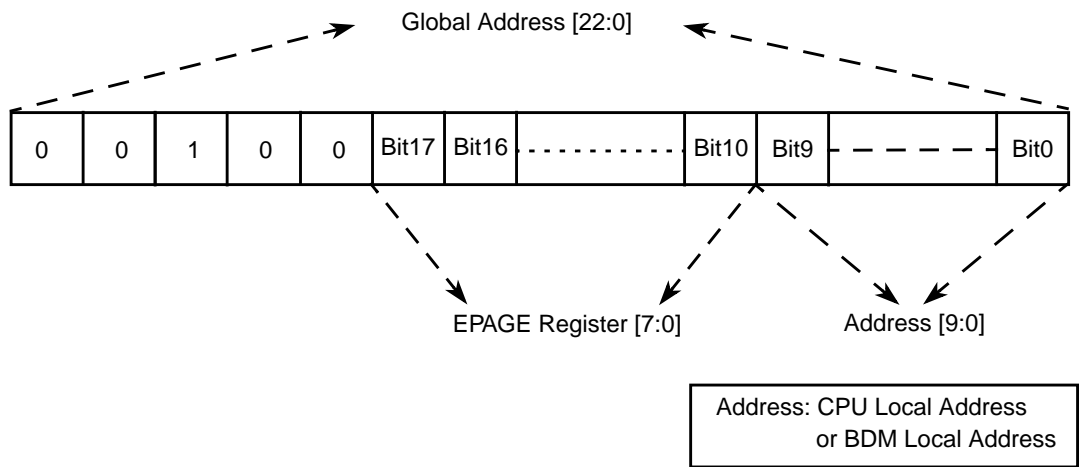 Global Address [22:0]
0 0 1 0 0 Bit17 Bit16 Bit10 Bit9 Bit0
EPAGE Register [7:0] Address [9:0]
Address: CPU Local Address
or BDM Local Address